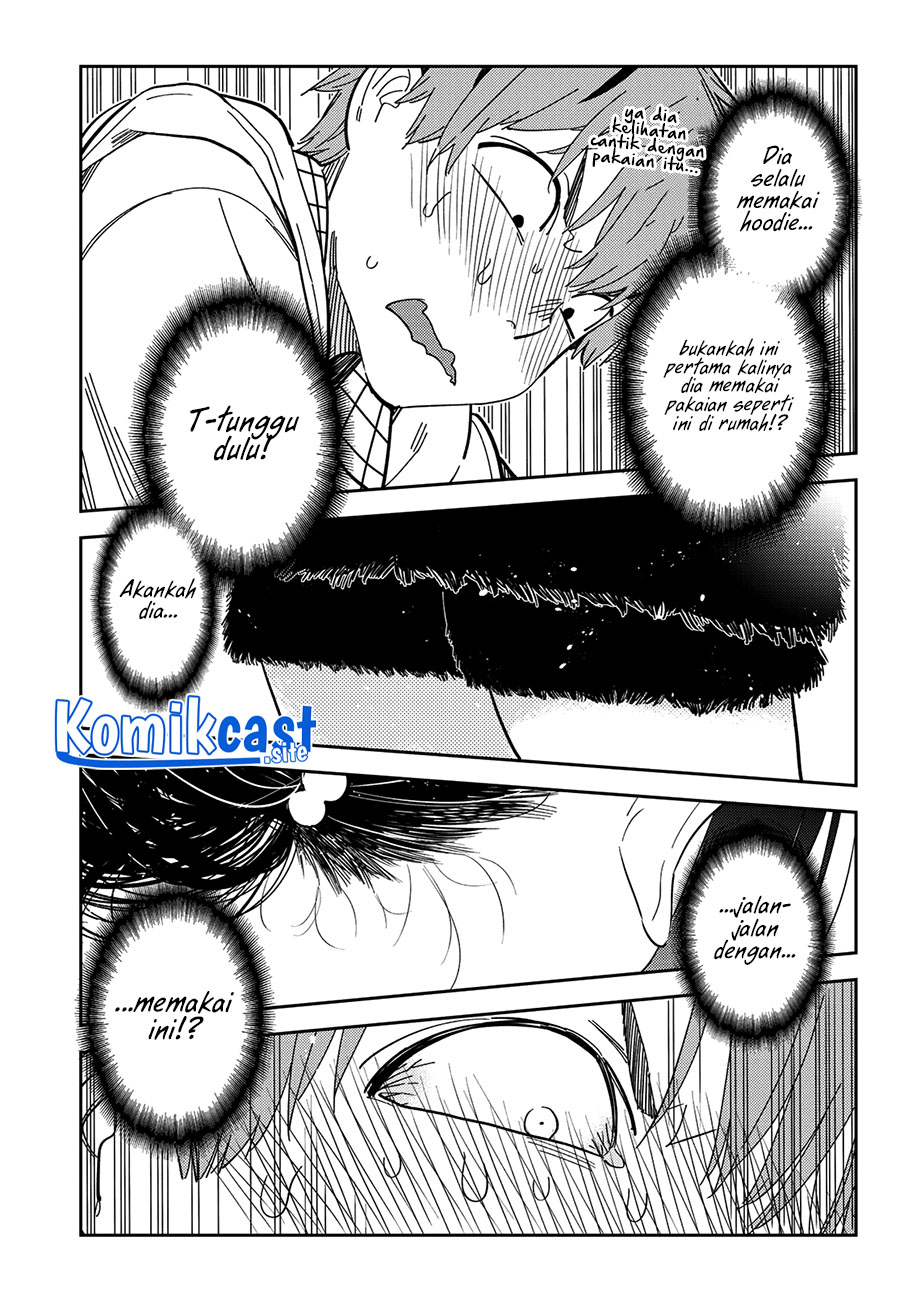 Dia
selalu
memakai
hoodie...
ya dia
kelihatan
cantik dengan
pakaian itu...
bukankah ini
pertama kalinya
dia memakai
pakaian seperti
ini di rumah!?
T-tunggu
dulu!
Akankah
dia...
Komikcast
.site
...jalan-
jalan
dengan...
...memakai
ini!?